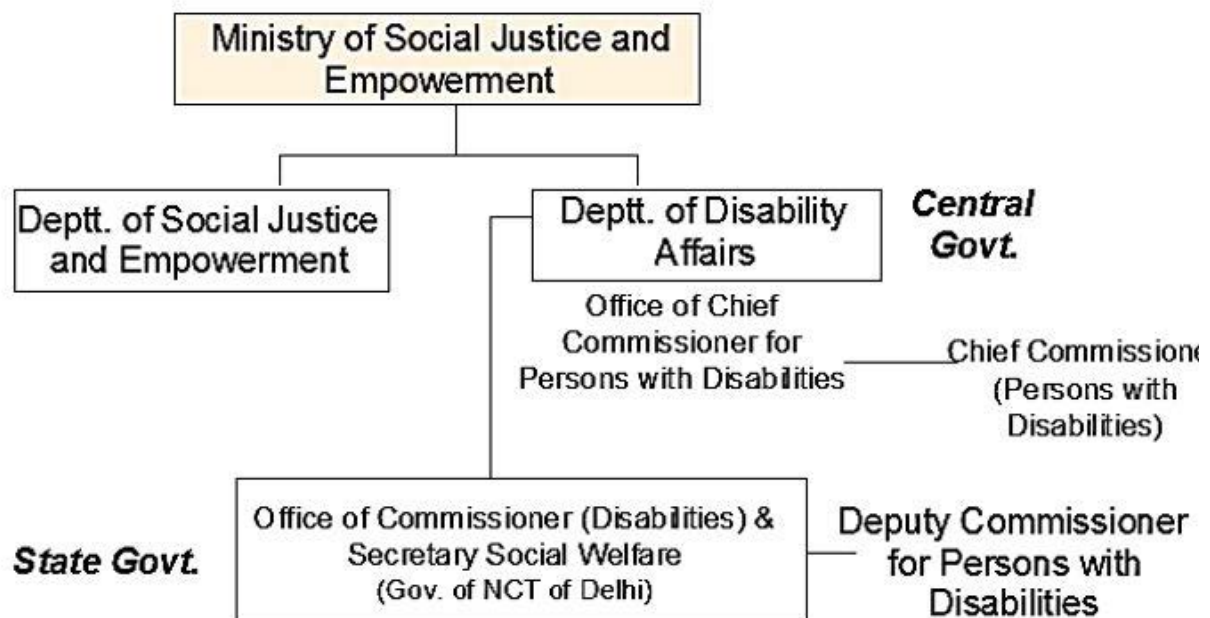 Ministry of Social Justice and
Empowerment
Deptt. of Social Justice
and Empowerment
Deptt. of Disability
Affairs
Central
Govt.
Office of Chief
Commissioner for
Persons with Disabilities
Chief Commissione
(Persons with
Disabilities)
State Govt.
Office of Commissioner (Disabilities) &
Secretary Social Welfare
(Gov. of NCT of Delhi)
Deputy Commissioner
for Persons with
Disabilities